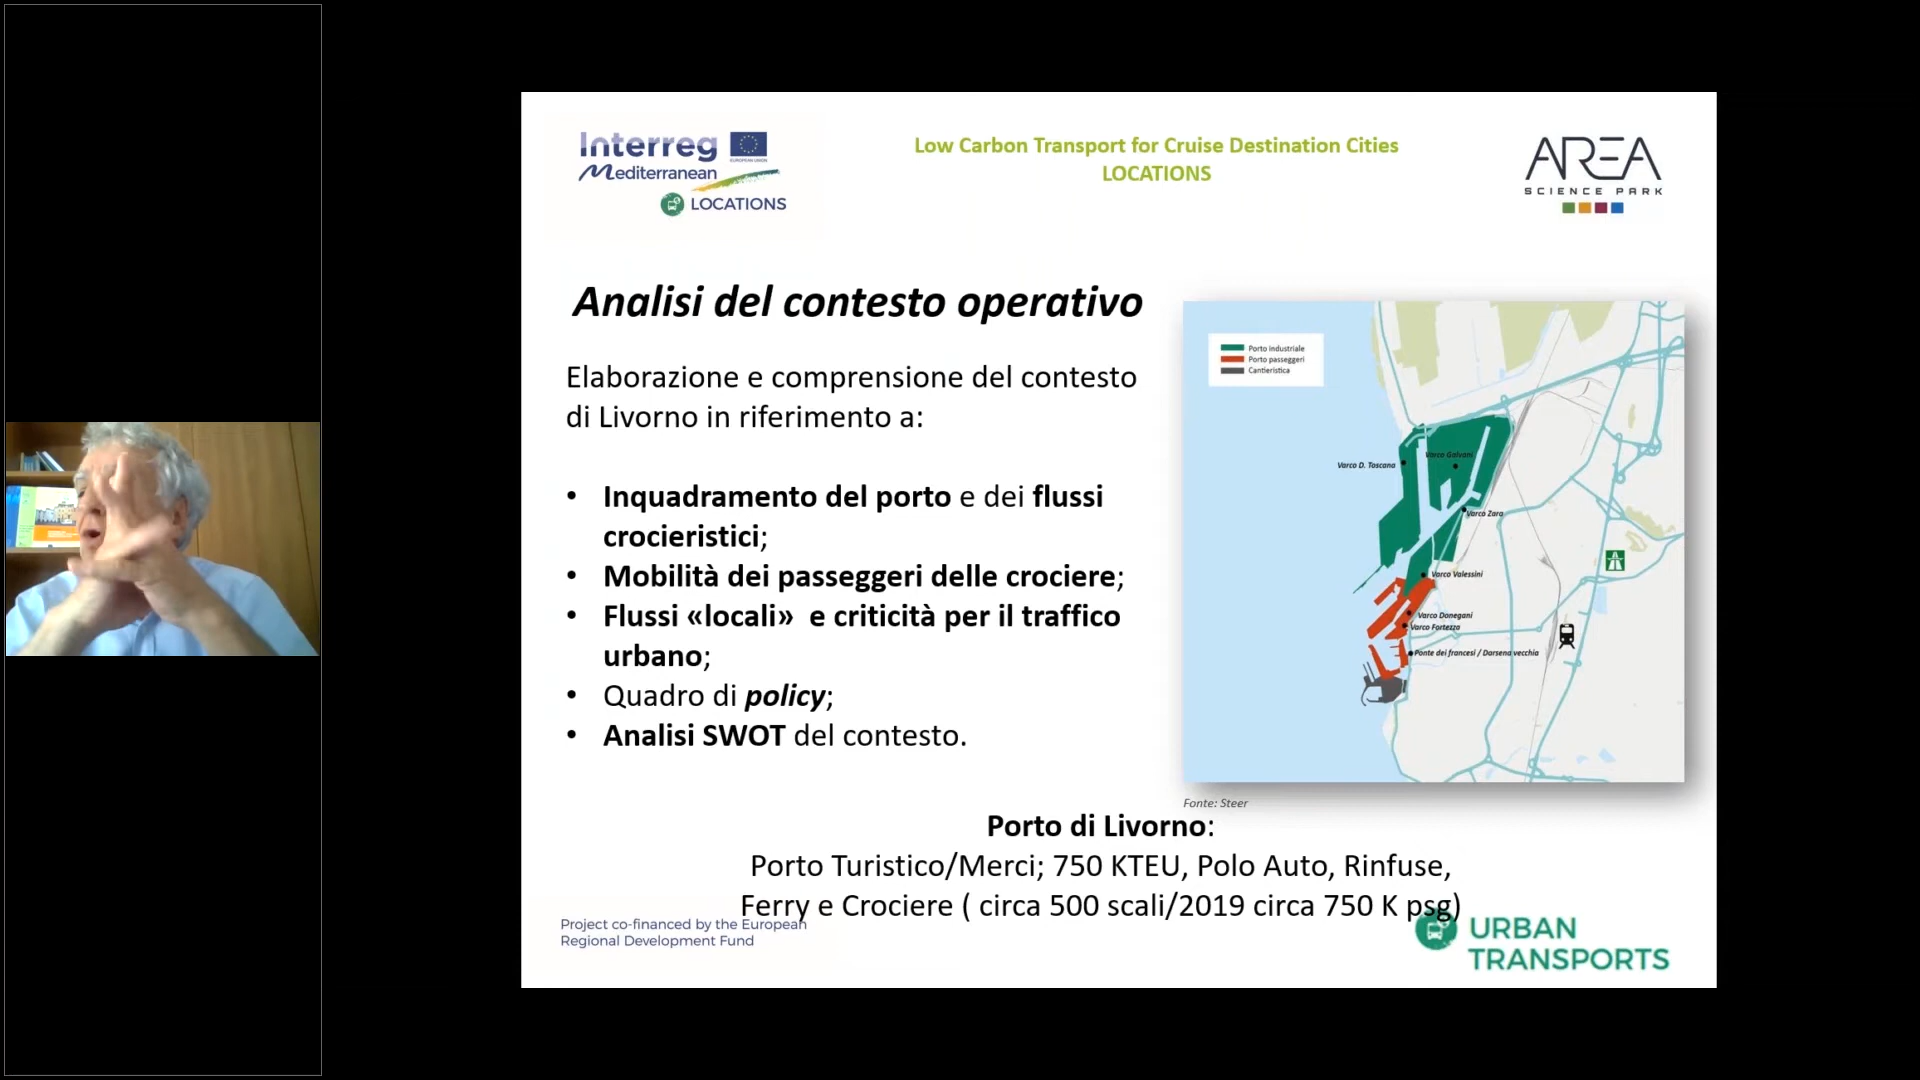 Interreg
EUROPEAN UNION
Mediterranean
LOCATIONS
Low Carbon Transport for Cruise Destination Cities
LOCATIONS
AREA
SCIENCE PARK
Analisi del contesto operativo
Elaborazione e comprensione del contesto
di Livorno in riferimento a:
• Inquadramento del porto e dei flussi
crocieristici;
• Mobilità dei passeggeri delle crociere;
• Flussi «locali» e criticità per il traffico
urbano;
• Quadro di policy;
• Analisi SWOT del contesto.
Porto industriale
Porto passeggeri
Cantieristica
Varco Galvani
Varco D. Toscana
Varco Zara
Varco Valessini
Varco Donegani
Varco Fortezza
Ponte dei francesi / Darsena vecchia
Fonte: Steer
Porto di Livorno:
Porto Turistico/Merci; 750 KTEU, Polo Auto, Rinfuse,
Ferry e Crociere ( circa 500 scali/2019 circa 750 K psg)
Project co-financed by the European
Regional Development Fund
URBAN
TRANSPORTS